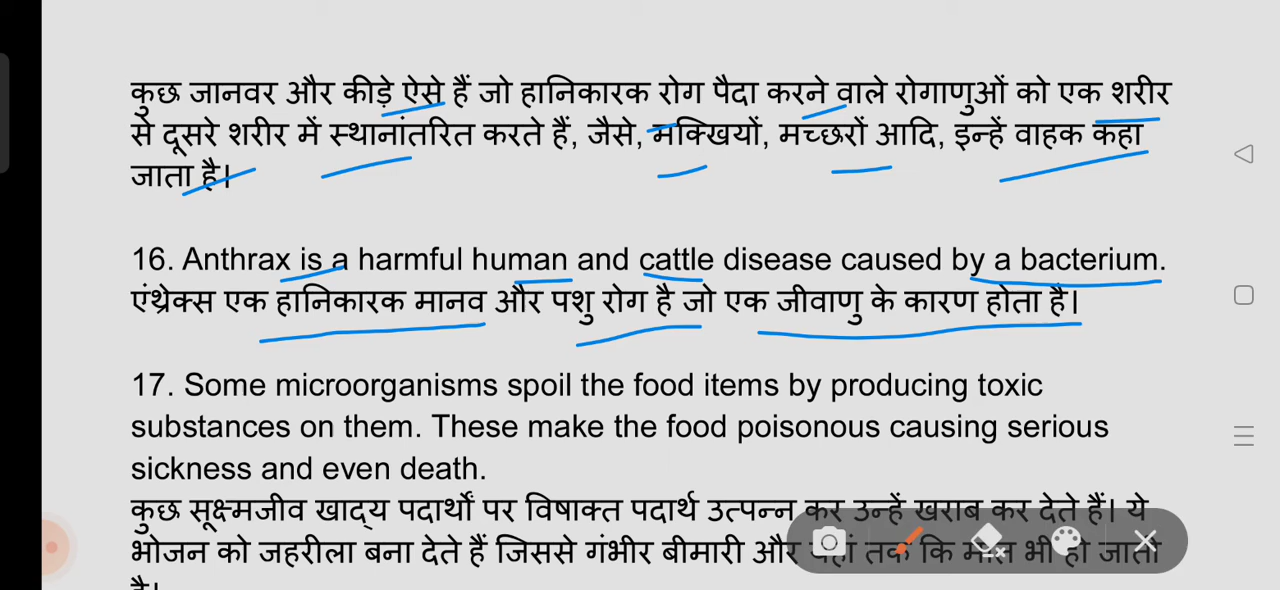 कुछ जानवर और कीड़े ऐसे हैं जो हानिकारक रोग पैदा करने वाले रोगाणुओं को एक शरीर
से दूसरे शरीर में स्थानांतरित करते हैं, जैसे, मक्खियों, मच्छरों आदि, इन्हें वाहक कहा
जाता है।
16. Anthrax is a harmful human and cattle disease caused by a bacterium.
एंथ्रेक्स एक हानिकारक मानव और पशु रोग है जो एक जीवाणु के कारण होता है।
17. Some microorganisms spoil the food items by producing toxic
substances on them. These make the food poisonous causing serious
sickness and even death.
कुछ सूक्ष्मजीव खाद्य पदार्थों पर विषाक्त पदार्थ उत्पन्न कर उन्हें खराब कर देते हैं। ये
भोजन को जहरीला बना देते हैं जिससे गंभीर बीमारी और तक कि भी हो जाती